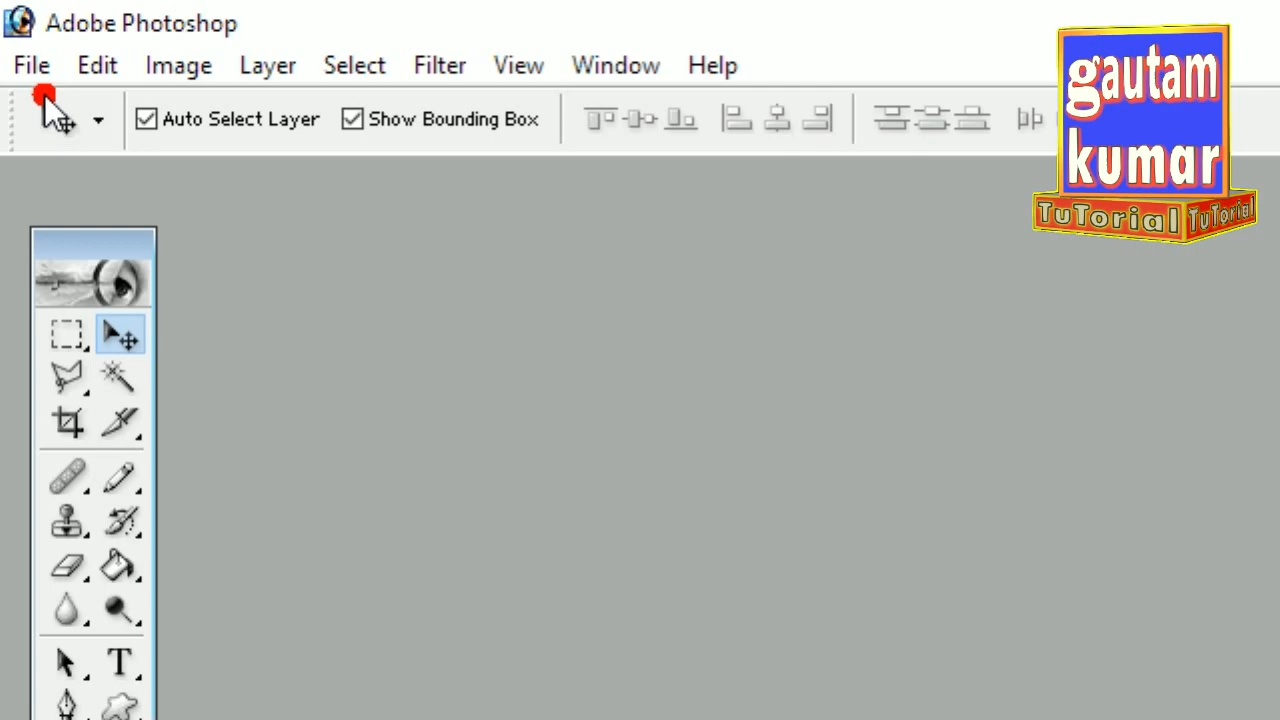 Adobe Photoshop
File Edit Image Layer Select Filter View Window Help
Auto Select Layer Show Bounding Box
gautam
kumar
TuTorial TuTorial
T